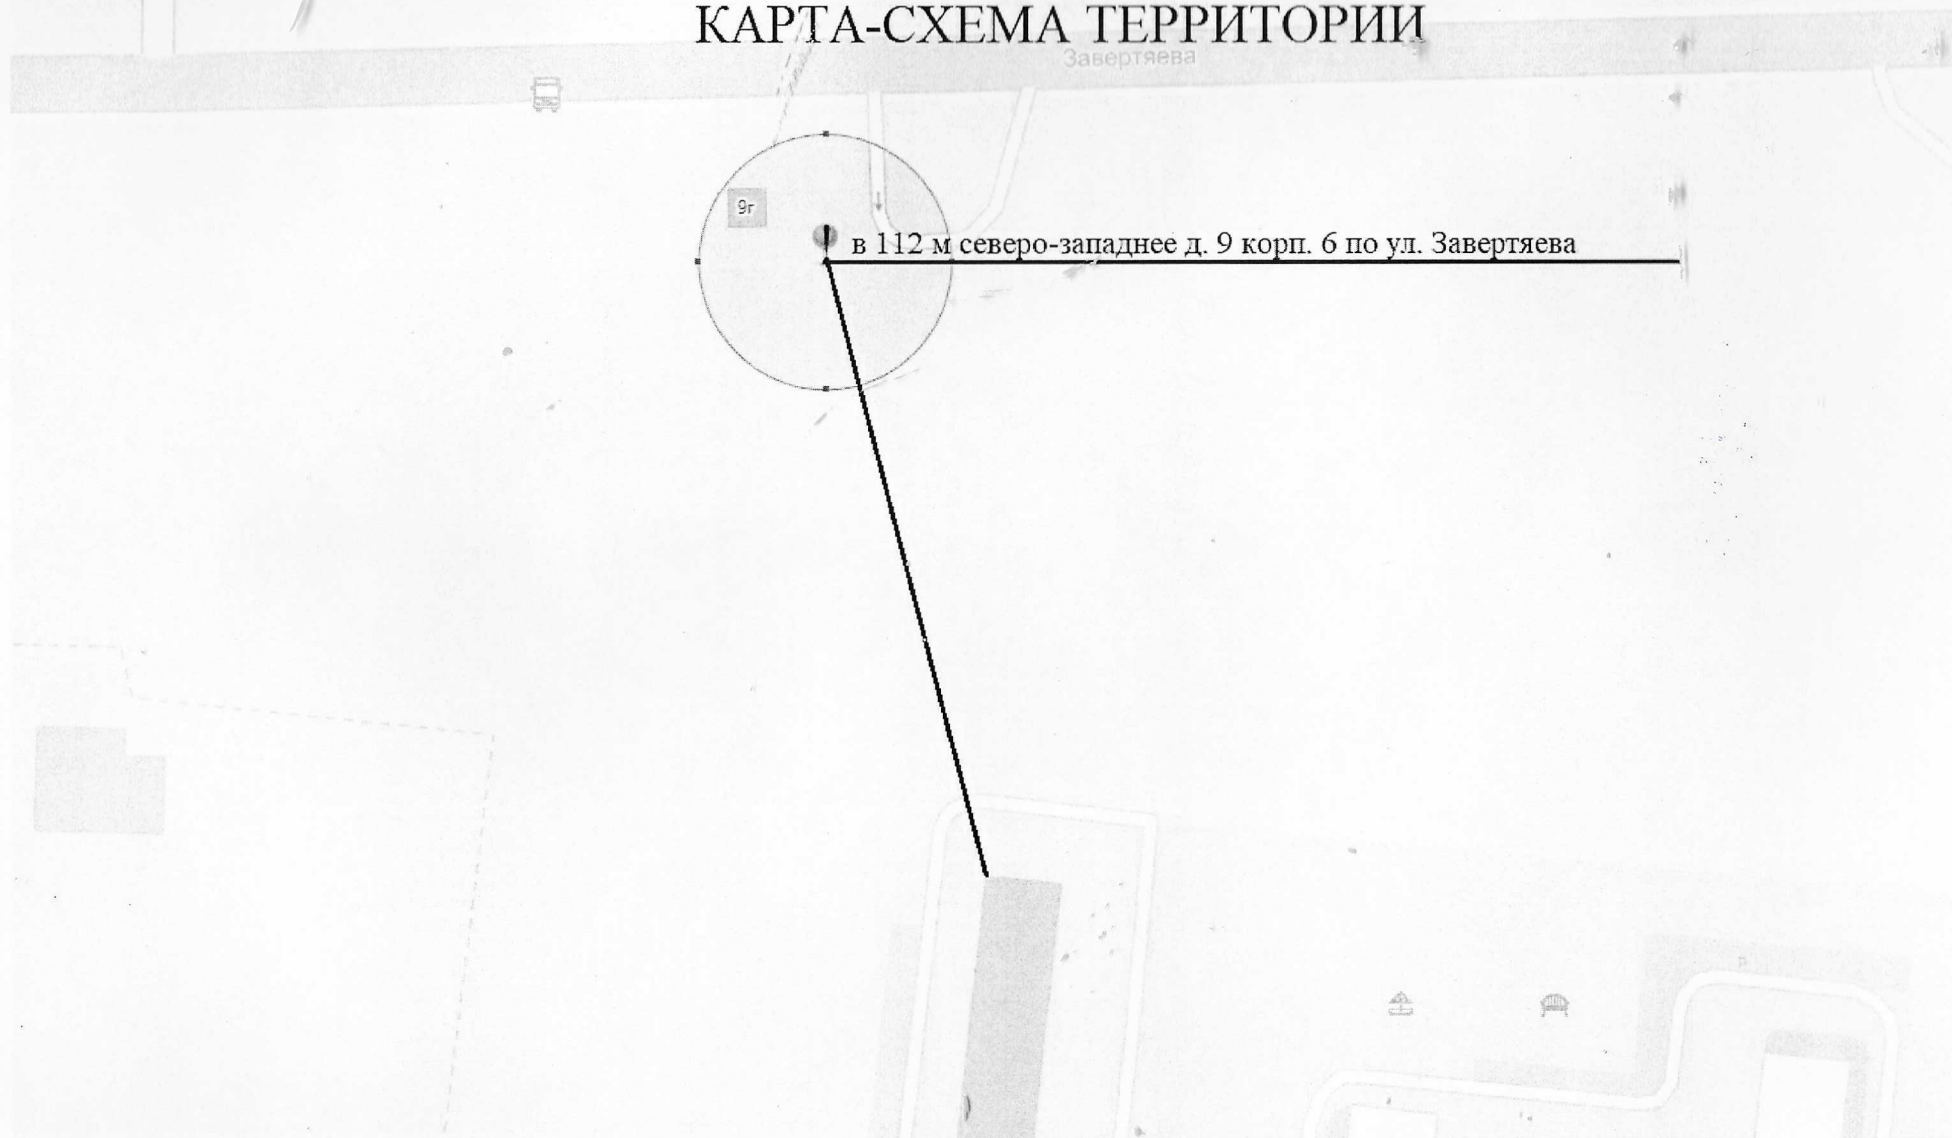 КАРТА-СХЕМА ТЕРРИТОРИИ
Завертяева
9г
в 112 м северо-западнее д. 9 корп. 6 по ул. Завертяева
P